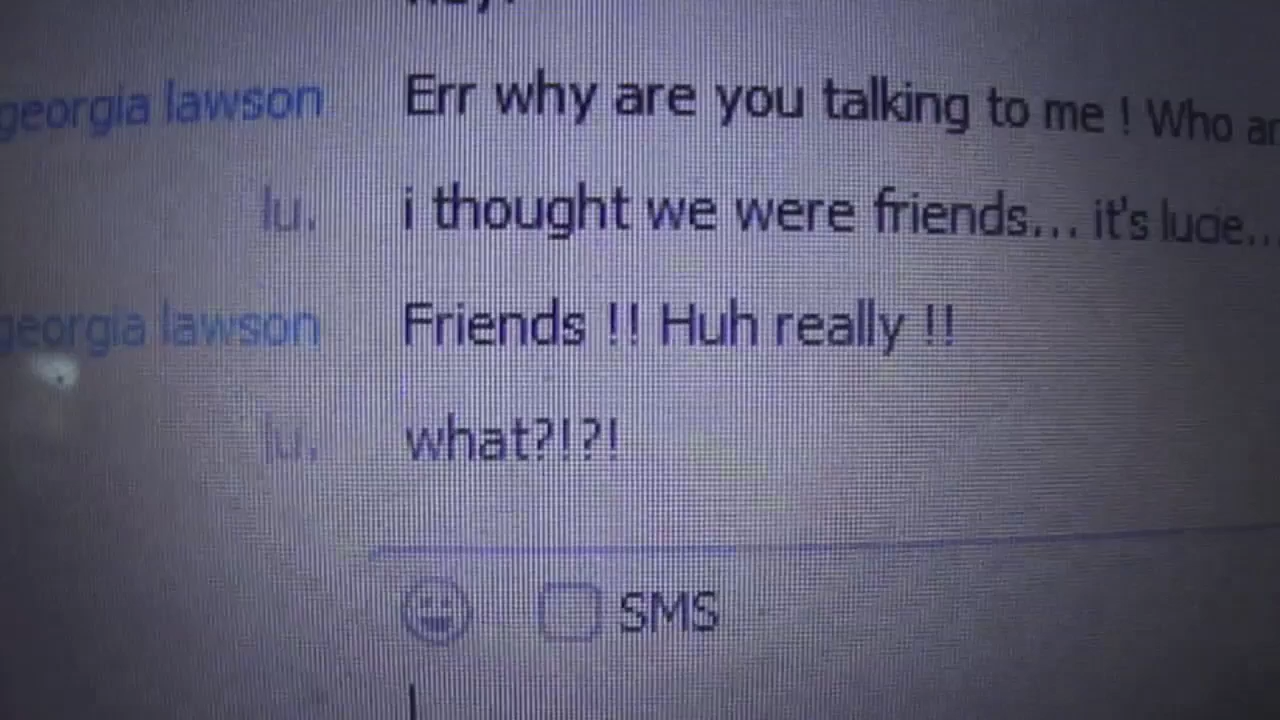 georgia lawson Err why are you talking to me ! Who
lu. i thought we were friends... it's lucie...
georgia lawson Friends !! Huh really !!
lu. what?!?!
SMS